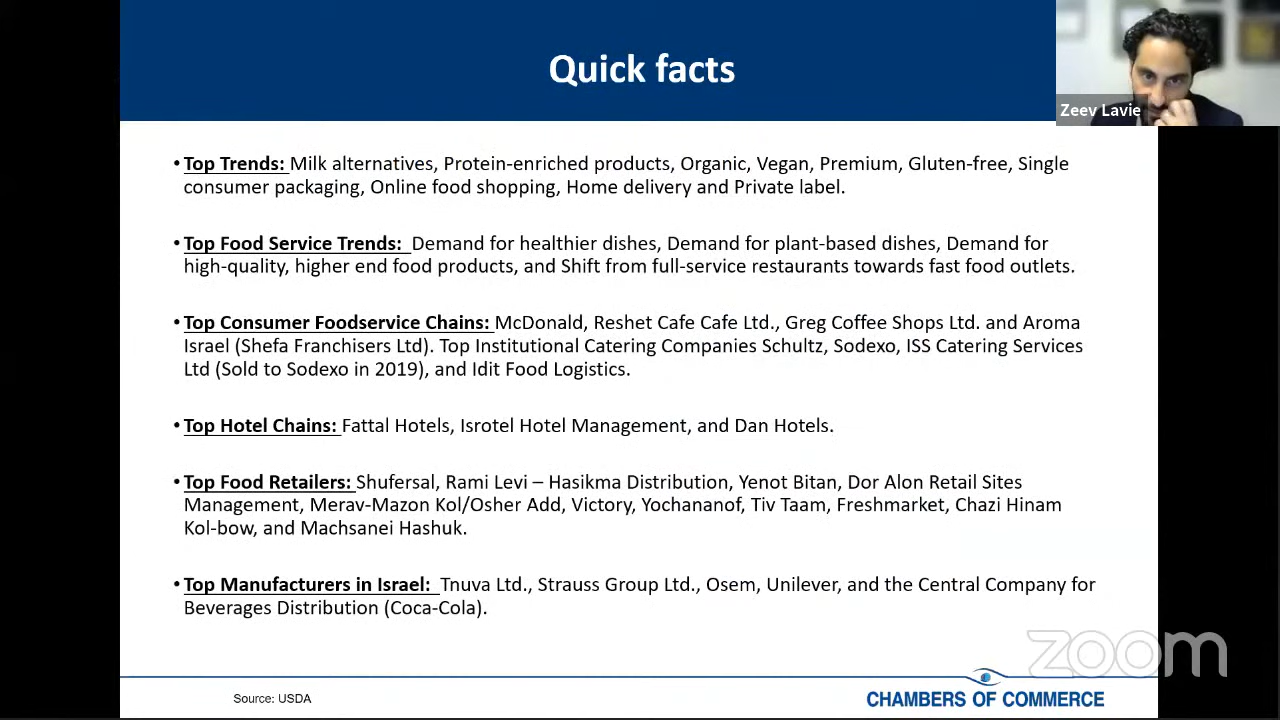 Quick facts
Zeev Lavie
• Top Trends: Milk alternatives, Protein-enriched products, Organic, Vegan, Premium, Gluten-free, Single
consumer packaging, Online food shopping, Home delivery and Private label.
• Top Food Service Trends: Demand for healthier dishes, Demand for plant-based dishes, Demand for
high-quality, higher end food products, and Shift from full-service restaurants towards fast food outlets.
• Top Consumer Foodservice Chains: McDonald, Reshet Cafe Cafe Ltd., Greg Coffee Shops Ltd. and Aroma
Israel (Shefa Franchisers Ltd). Top Institutional Catering Companies Schultz, Sodexo, ISS Catering Services
Ltd (Sold to Sodexo in 2019), and Idit Food Logistics.
• Top Hotel Chains: Fattal Hotels, Isrotel Hotel Management, and Dan Hotels.
• Top Food Retailers: Shufersal, Rami Levi – Hasikma Distribution, Yenot Bitan, Dor Alon Retail Sites
Management, Merav-Mazon Kol/Osher Add, Victory, Yochananof, Tiv Taam, Freshmarket, Chazi Hinam
Kol-bow, and Machsanei Hashuk.
• Top Manufacturers in Israel: Tnuva Ltd., Strauss Group Ltd., Osem, Unilever, and the Central Company for
Beverages Distribution (Coca-Cola).
zoom
Source: USDA
CHAMBERS OF COMMERCE